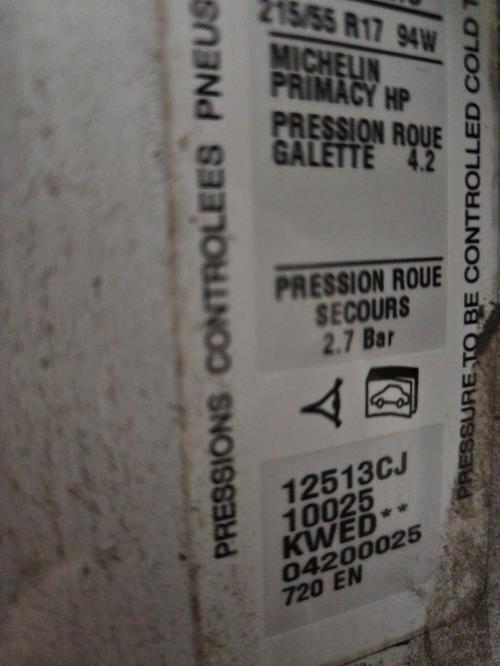 215/55 R17 94W
MICHELIN
PRIMACY HP
PRESSION ROUE
GALETTE 4.2
PRESSION ROUE
SECOURS
2.7 Bar
12513CJ
10025
KWED**
04200025
720 EN
PRESSIONS CONTROLEES PNEUS
PRESSURE TO BE CONTROLLED COLD